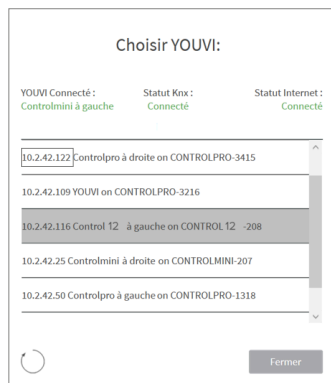 Choisir YOUVI:
YOUVI Connecté : Statut Knx : Statut Internet :
Controlmini à gauche Connecté Connecté
10.2.42.122 Controlpro à droite on CONTROLPRO-3415
10.2.42.109 YOUVI on CONTROLPRO-3216
10.2.42.116 Control 12 à gauche on CONTROL 12 -208
10.2.42.25 Controlmini à droite on CONTROLMINI-207
10.2.42.50 Controlpro à gauche on CONTROLPRO-1318
Fermer